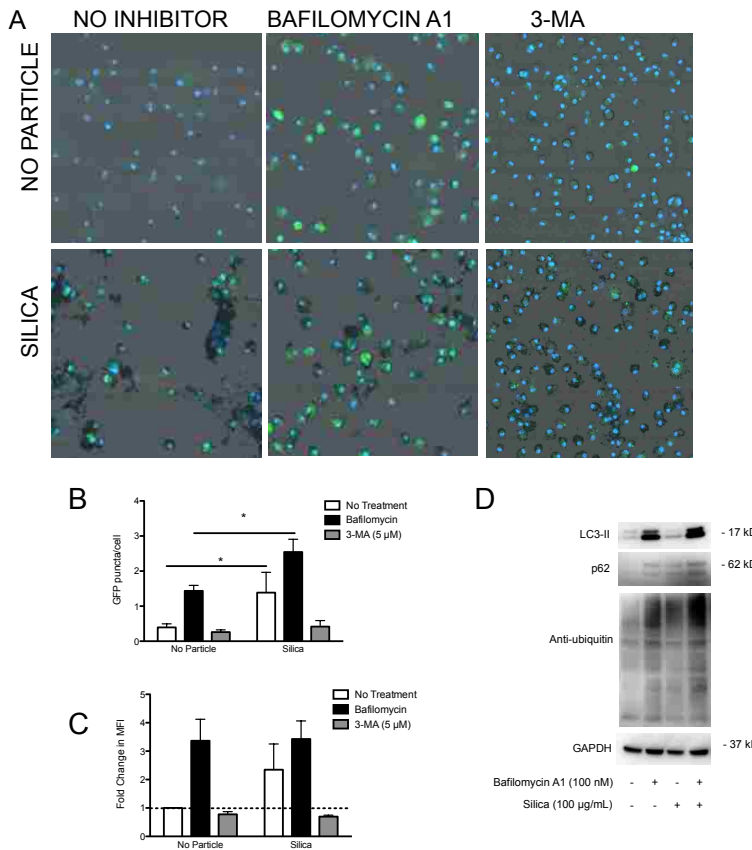 A
NO INHIBITOR
BAFILOMYCIN A1
3-MA
NO PARTICLE
SILICA
B
GFP puncta/cell
4
3
2
1
0
*
*
No Particle
Silica
No Treatment
Bafilomycin
3-MA (5 µM)
C
Fold Change in MFI
5
4
3
2
1
0
No Particle
Silica
No Treatment
Bafilomycin
3-MA (5 µM)
D
LC3-II
- 17 kD
p62
- 62 kD
Anti-ubiquitin
GAPDH
- 37 kD
Bafilomycin A1 (100 nM) - + - +
Silica (100 µg/mL) - - + +